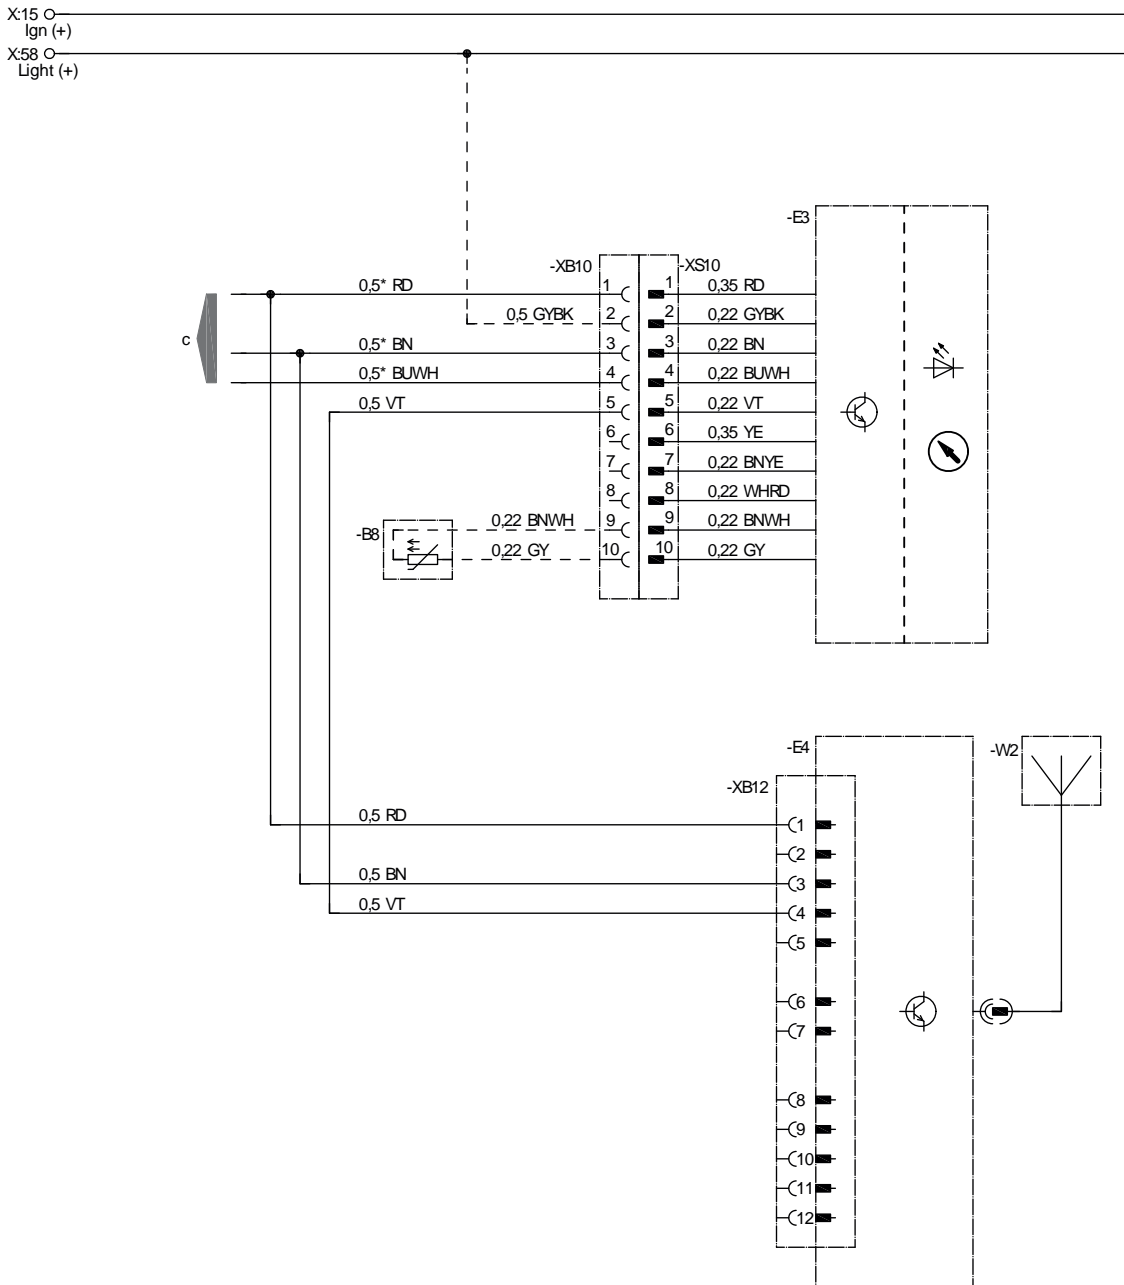 X:15
Ign (+)
X:58
Light (+)
-E3
-XB10
-XS10
0,5* RD 1 1 0,35 RD
0,5 GYBK 2 2 0,22 GYBK
c
0,5* BN 3 3 0,22 BN
0,5* BUWH 4 4 0,22 BUWH
0,5 VT 5 5 0,22 VT
6 6 0,35 YE
7 7 0,22 BNYE
8 8 0,22 WHRD
-B8
0,22 BNWH 9 9 0,22 BNWH
0,22 GY 10 10 0,22 GY
-E4
-W2
-XB12
0,5 RD 1
2
0,5 BN 3
0,5 VT 4
5
6
7
8
9
10
11
12